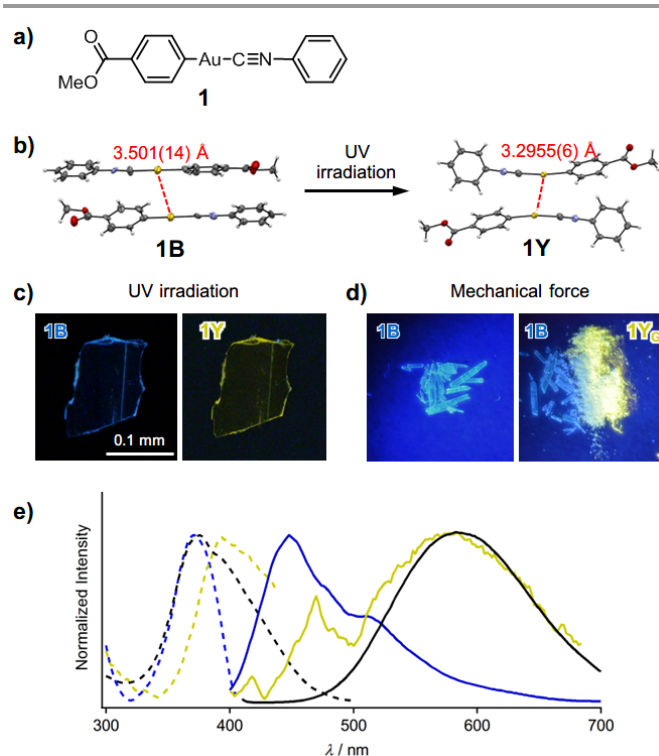 a)
O
MeO
Au
C≡N
1
b)
3.501(14) Å
UV
irradiation
3.2955(6) Å
1B
1Y
c)
UV irradiation
d)
Mechanical force
1B
1Y
1B
1B
1Y_G
0.1 mm
e)
Normalized Intensity
300
400
500
600
700
λ / nm